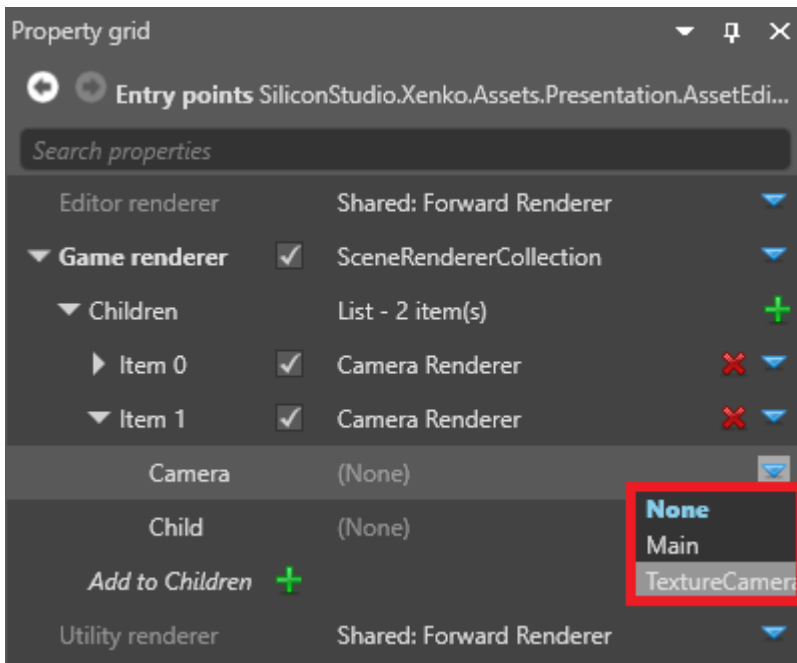 Property grid
Entry points SiliconStudio.Xenko.Assets.Presentation.AssetEdi...
Search properties
Editor renderer Shared: Forward Renderer
Game renderer SceneRendererCollection
Children List - 2 item(s)
Item 0 Camera Renderer
Item 1 Camera Renderer
Camera (None)
None
Child (None)
Main
Add to Children
TextureCamera
Utility renderer Shared: Forward Renderer